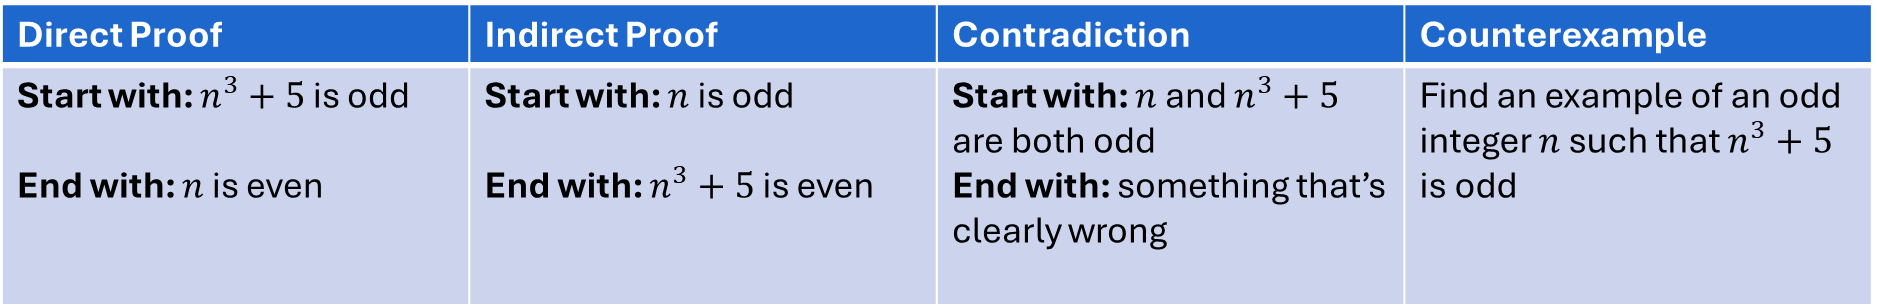 Direct Proof
Indirect Proof
Contradiction
Counterexample
Start with: n³ + 5 is odd
End with: n is even
Start with: n is odd
End with: n³ + 5 is even
Start with: n and n³ + 5
are both odd
End with: something that's
clearly wrong
Find an example of an odd
integer n such that n³ + 5
is odd